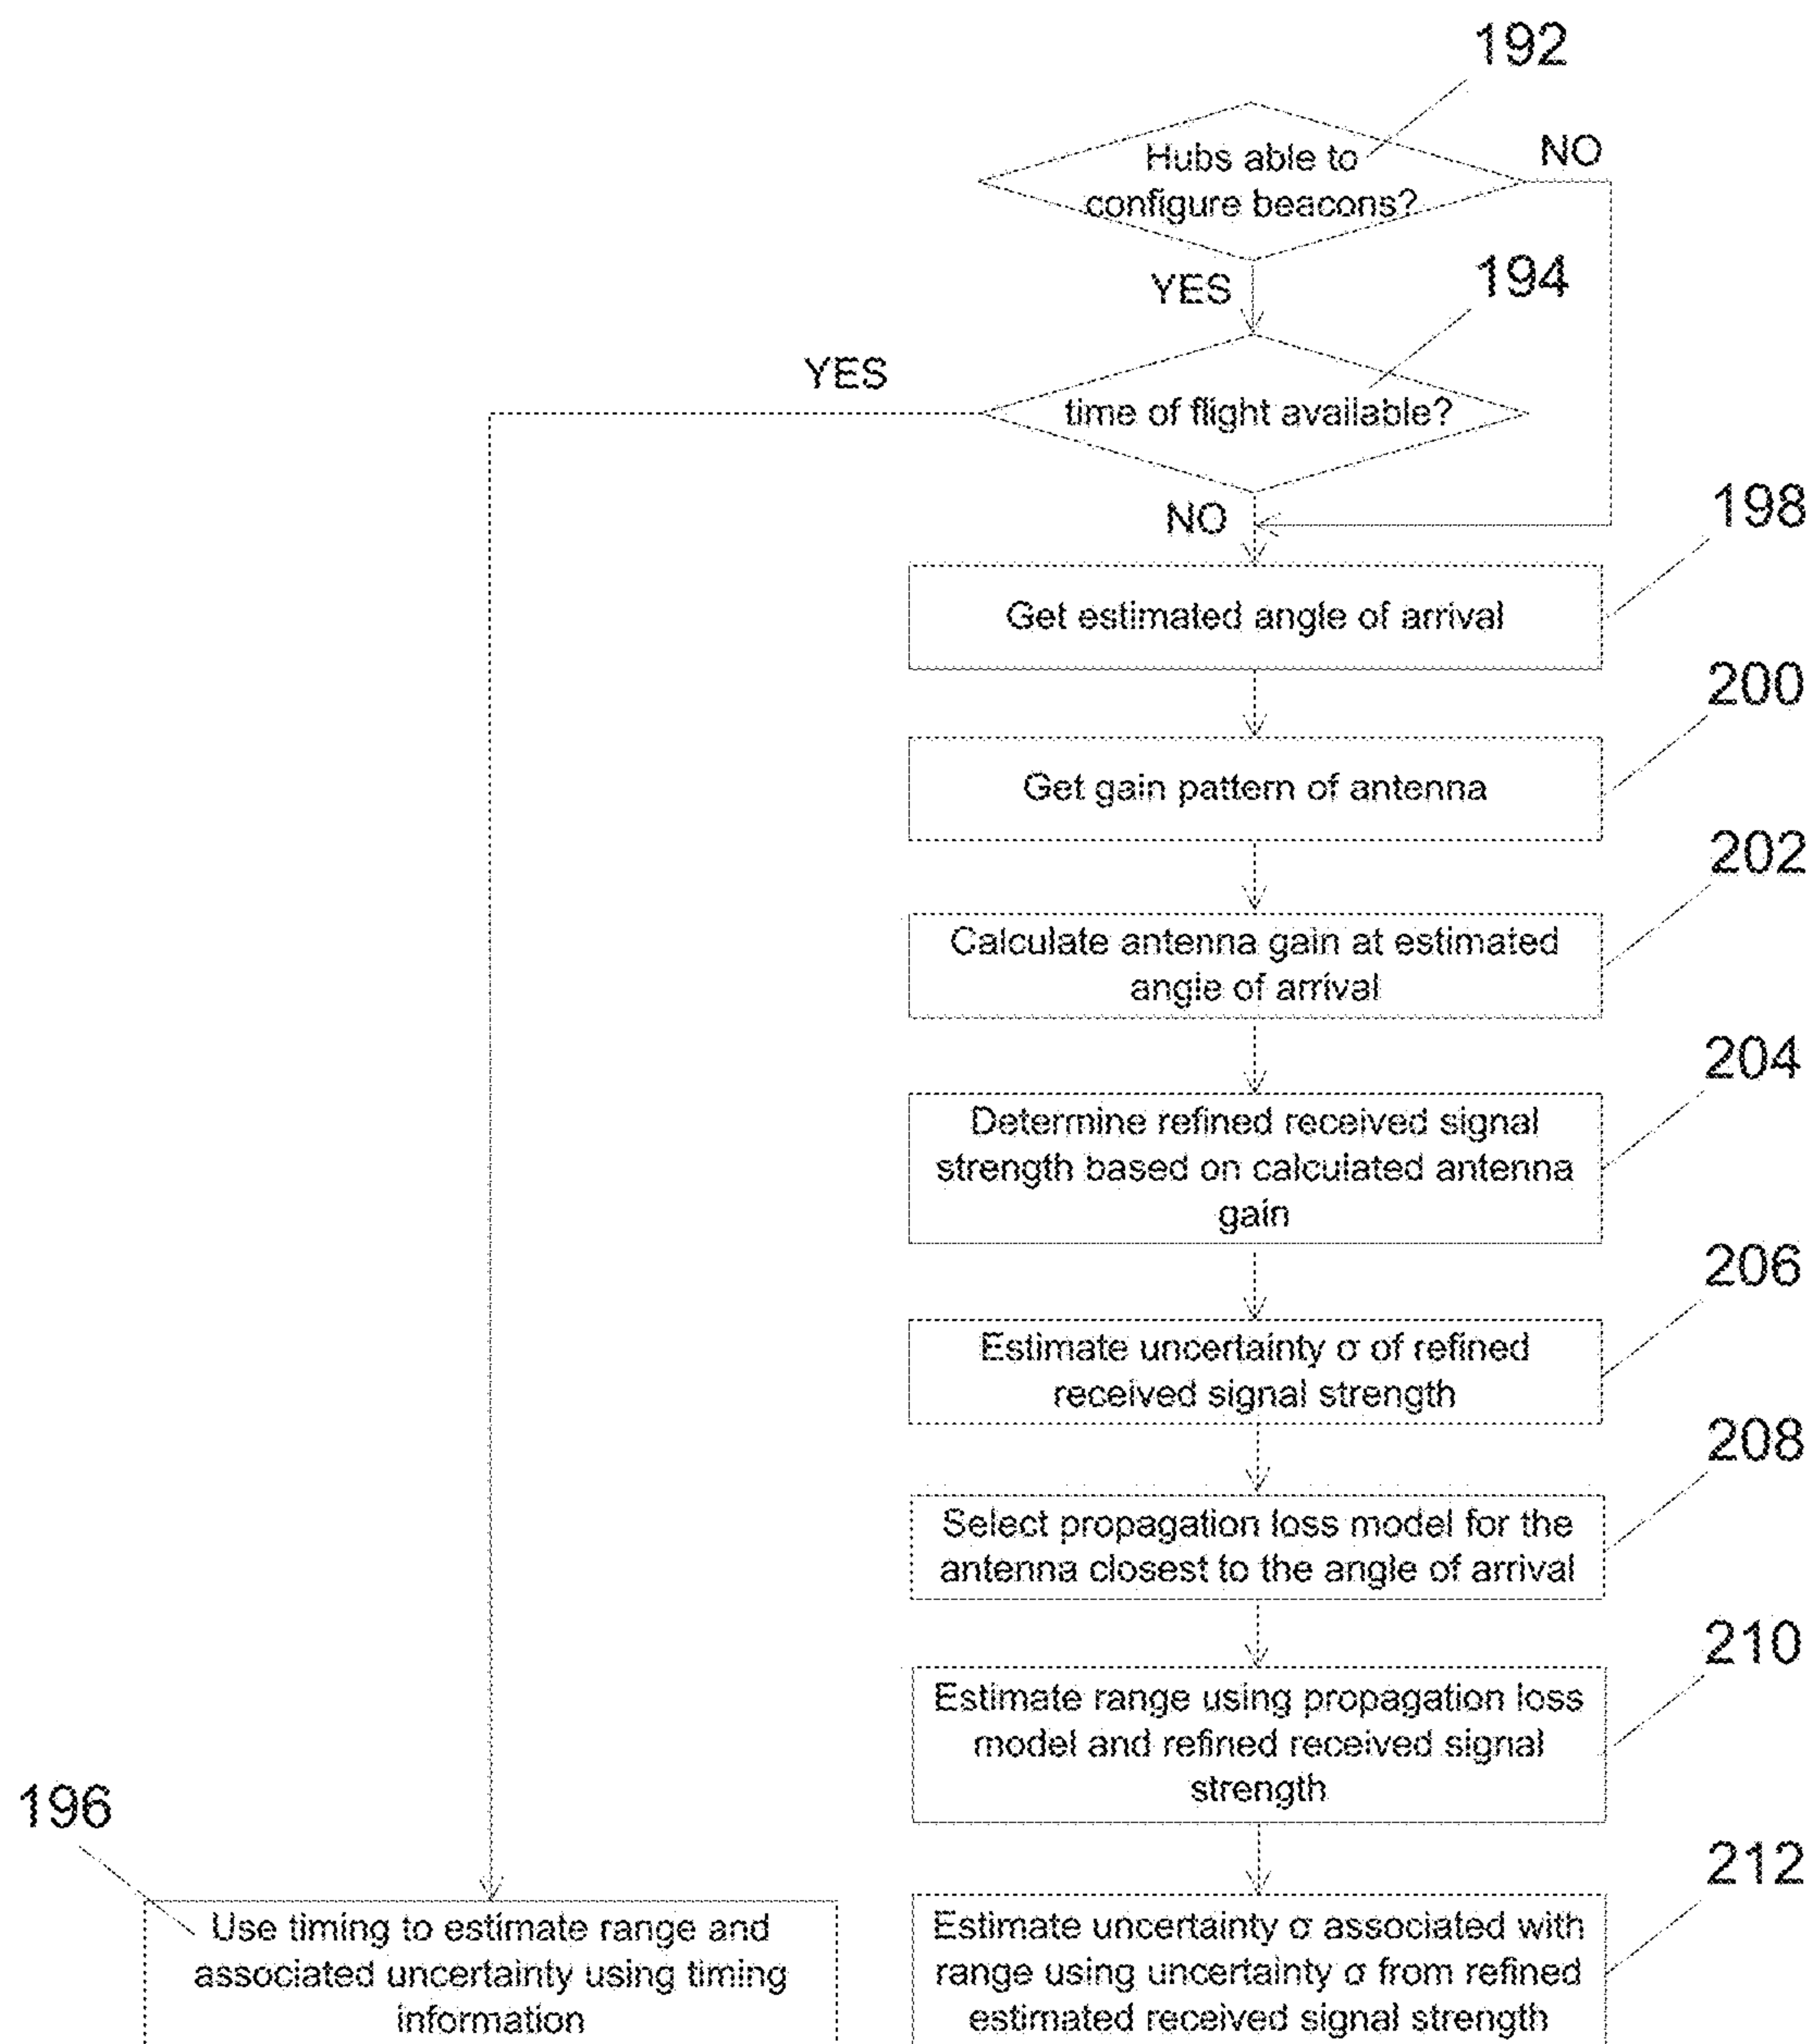 192
Hubs able to
configure beacons?
NO
YES
194
YES
time of flight available?
NO
198
Get estimated angle of arrival
200
Get gain pattern of antenna
202
Calculate antenna gain at estimated
angle of arrival
204
Determine refined received signal
strength based on calculated antenna
gain
206
Estimate uncertainty σ of refined
received signal strength
208
Select propagation loss model for the
antenna closest to the angle of arrival
210
Estimate range using propagation loss
model and refined received signal
strength
196
212
Use timing to estimate range and
associated uncertainty using timing
information
Estimate uncertainty σ associated with
range using uncertainty σ from refined
estimated received signal strength